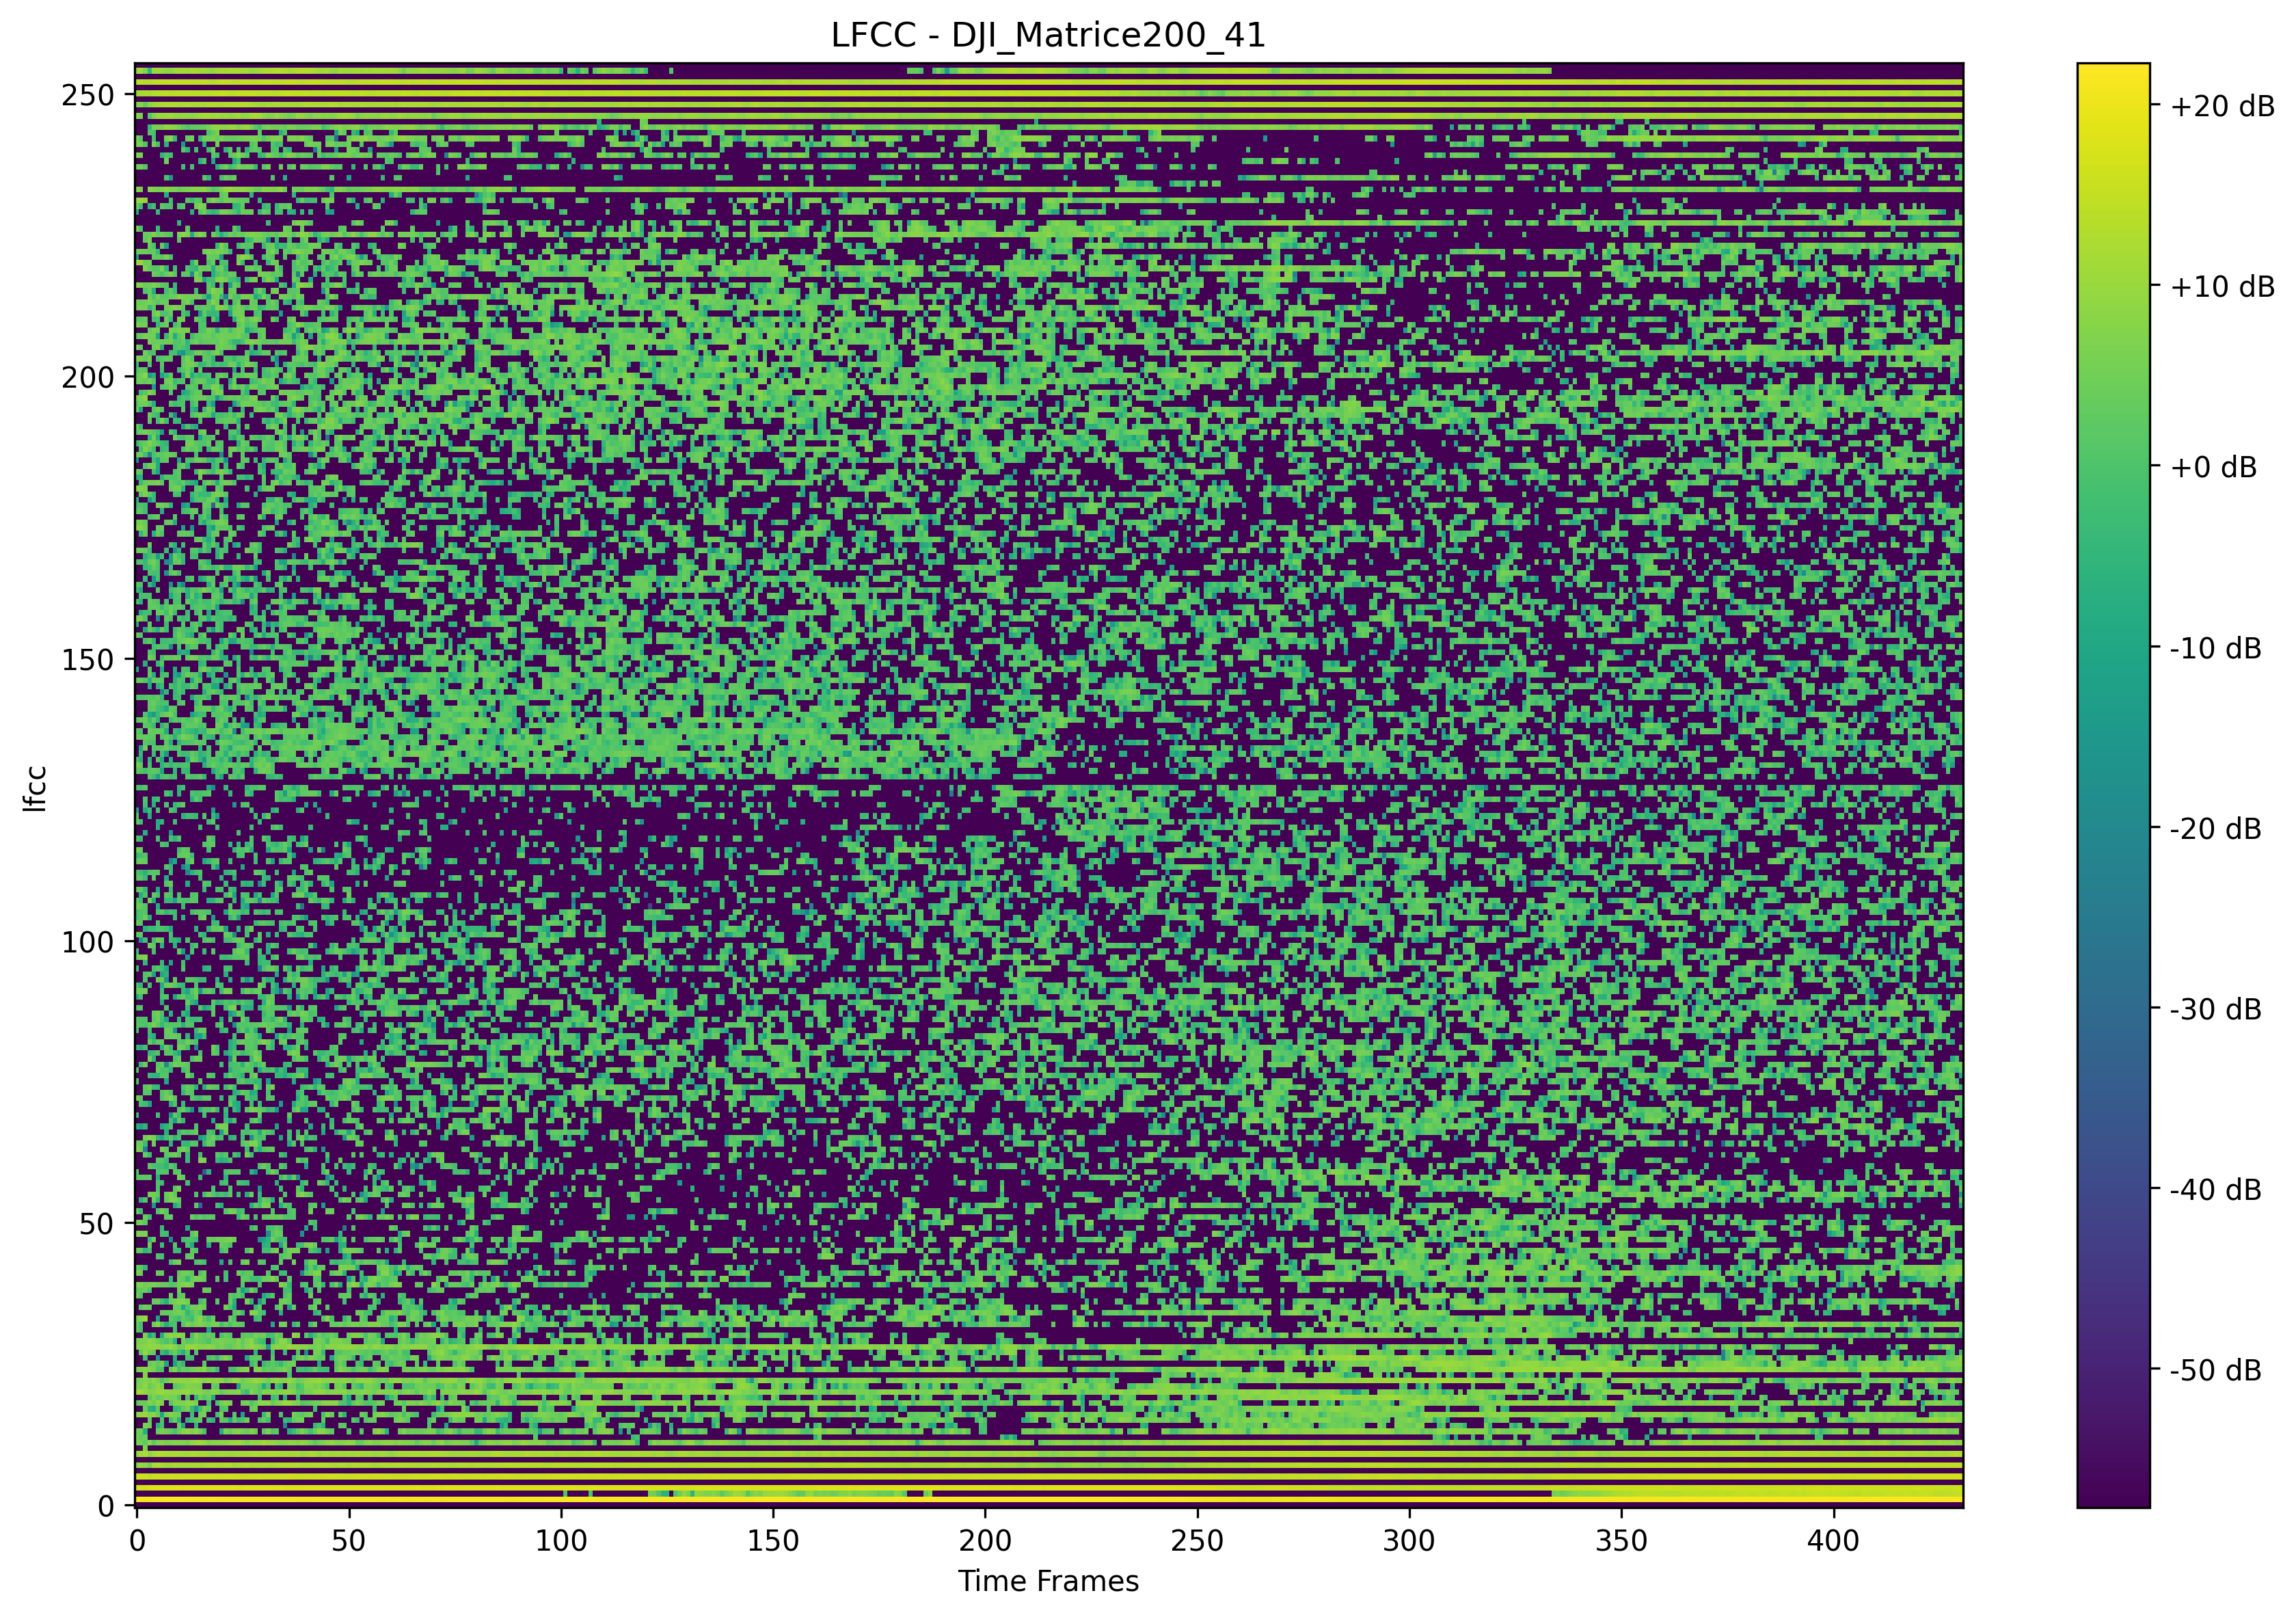 LFCC - DJI_Matrice200_41
250
200
150
100
50
0
lfcc
0 50 100 150 200 250 300 350 400
Time Frames
+20 dB
+10 dB
+0 dB
-10 dB
-20 dB
-30 dB
-40 dB
-50 dB